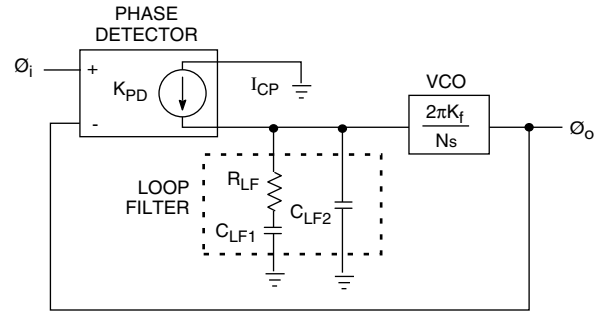 PHASE
DETECTOR
Øi
+
-
KPD
ICP
VCO
2πKf
Ns
Øo
LOOP
FILTER
RLF
CLF1
CLF2